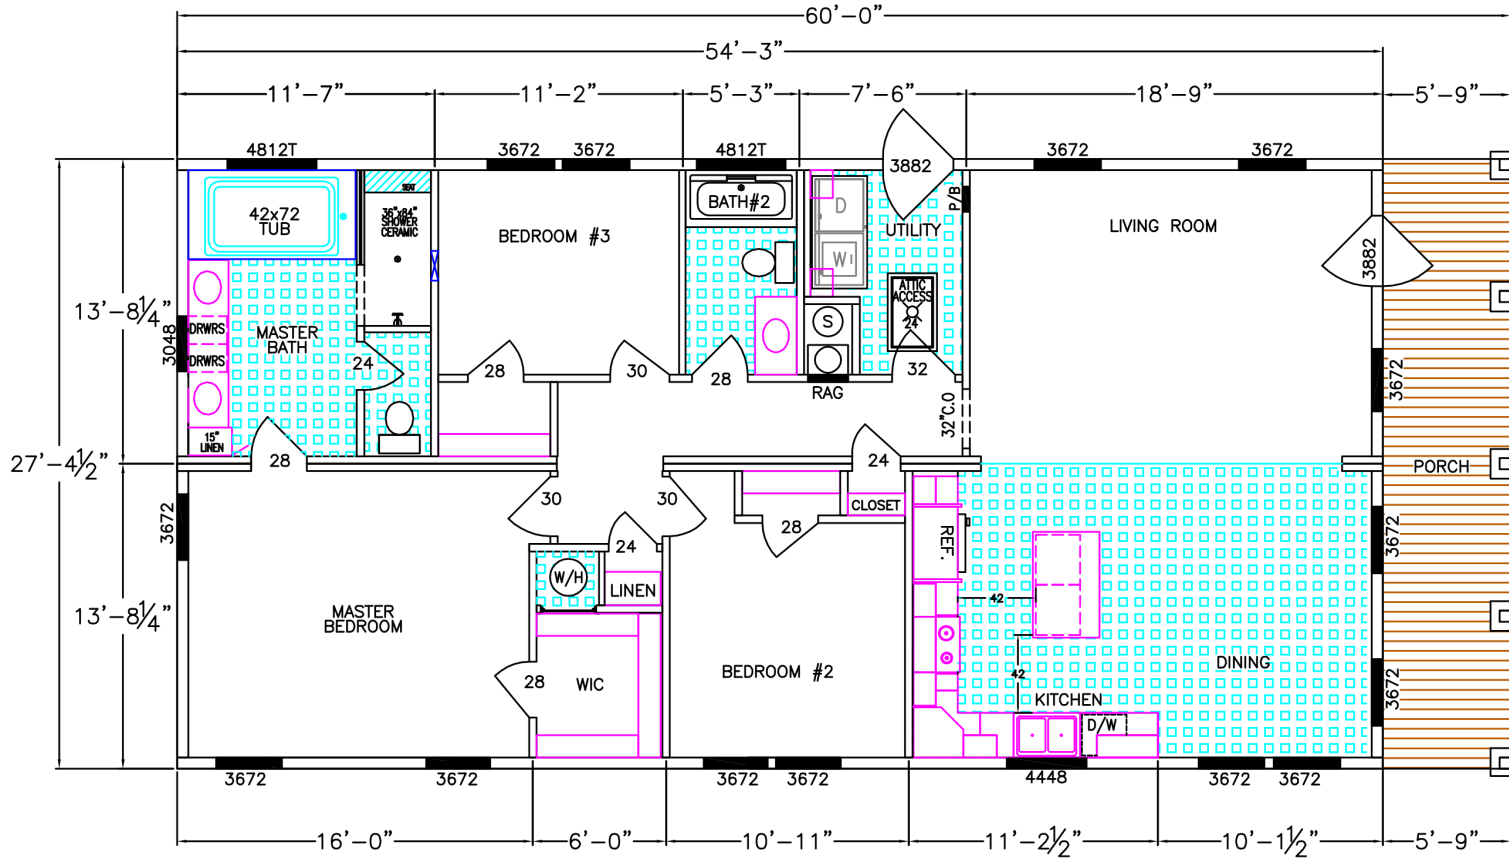 60'-0"
54'-3"
11'-7"
11'-2"
5'-3"
7'-6"
18'-9"
5'-9"
4812T
3672
3672
4812T
3882
3672
3672
42x72
TUB
SEAT
36"x84"
SHOWER
CERAMIC
BEDROOM #3
BATH#2
D
W
UTILITY
P/B
LIVING ROOM
3882
ATTIC
ACCESS
24"
13'-8¼"
3048
DRWRS
DRWRS
MASTER
BATH
24
S
28
30
28
32
RAG
3672
32"C.O
15"
LINEN
28
24
27'-4½"
PORCH
3672
30
30
28
CLOSET
REF.
3672
24
W/H
LINEN
42
13'-8¼"
MASTER
BEDROOM
28
WIC
BEDROOM #2
42
DINING
KITCHEN
3672
D/W
3672
3672
3672
3672
4448
3672
3672
16'-0"
6'-0"
10'-11"
11'-2½"
10'-1½"
5'-9"